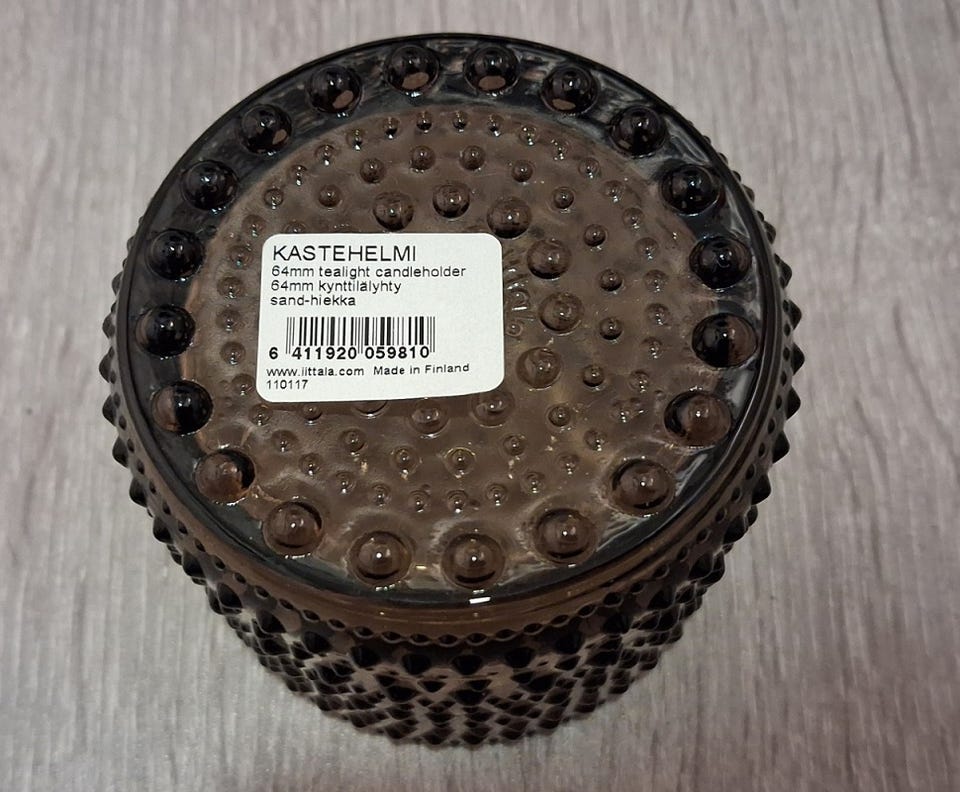 KASTEHELMI
64mm tealight candleholder
64mm kynttilälyhty
sand-hiekka
6 411920 059810
www.iittala.com Made in Finland
110117